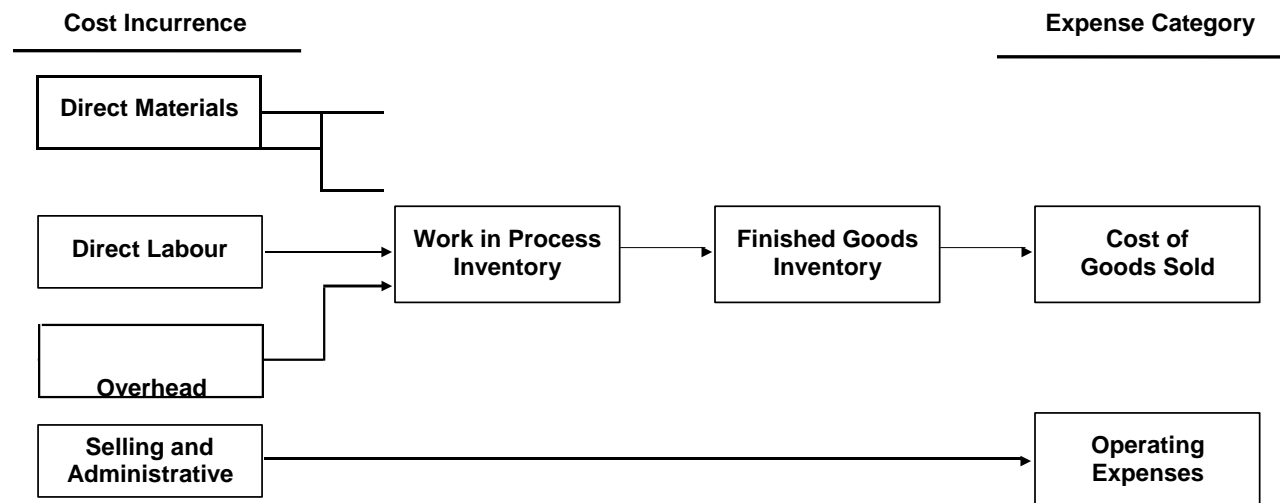 Cost Incurrence
Expense Category
Direct Materials
Direct Labour
Work in Process
Inventory
Finished Goods
Inventory
Cost of
Goods Sold
Overhead
Selling and
Administrative
Operating
Expenses